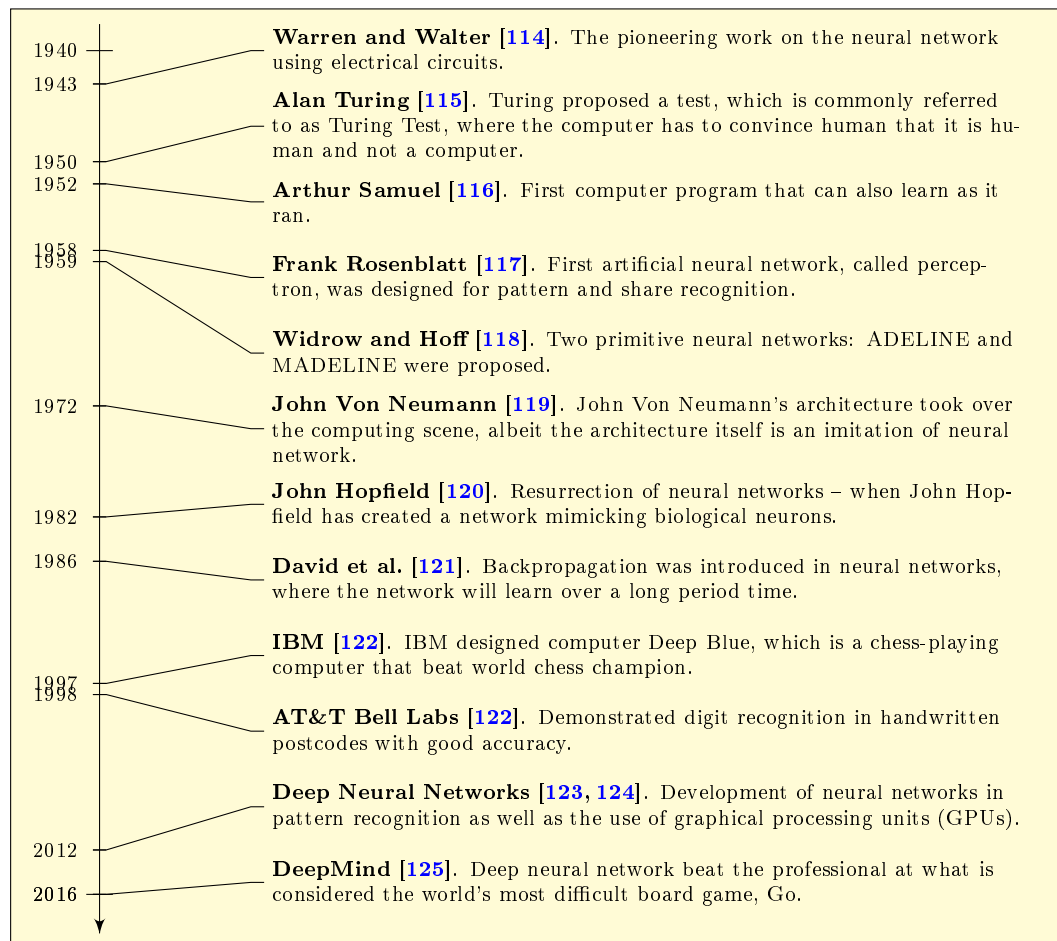 1940
1943
1950
1952
1958
1959
1972
1982
1986
1997
1998
2012
2016
Warren and Walter [114]. The pioneering work on the neural network
using electrical circuits.
Alan Turing [115]. Turing proposed a test, which is commonly referred
to as Turing Test, where the computer has to convince human that it is hu-
man and not a computer.
Arthur Samuel [116]. First computer program that can also learn as it
ran.
Frank Rosenblatt [117]. First artificial neural network, called percep-
tron, was designed for pattern and share recognition.
Widrow and Hoff [118]. Two primitive neural networks: ADELINE and
MADELINE were proposed.
John Von Neumann [119]. John Von Neumann's architecture took over
the computing scene, albeit the architecture itself is an imitation of neural
network.
John Hopfield [120]. Resurrection of neural networks – when John Hop-
field has created a network mimicking biological neurons.
David et al. [121]. Backpropagation was introduced in neural networks,
where the network will learn over a long period time.
IBM [122]. IBM designed computer Deep Blue, which is a chess-playing
computer that beat world chess champion.
AT&T Bell Labs [122]. Demonstrated digit recognition in handwritten
postcodes with good accuracy.
Deep Neural Networks [123, 124]. Development of neural networks in
pattern recognition as well as the use of graphical processing units (GPUs).
DeepMind [125]. Deep neural network beat the professional at what is
considered the world's most difficult board game, Go.